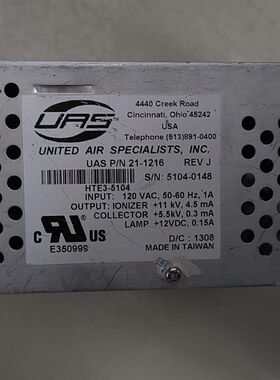 UAS
4440 Creek Road
Cincinnati, Ohio 45242
USA
Telephone (513)891-0400
UNITED AIR SPECIALISTS, INC.
UAS P/N 21-1216 REV J
S/N: 5104-0148
HTE3-5104
INPUT: 120 VAC, 50-60 Hz, 1A
OUTPUT: IONIZER +11 kV, 4.5 mA
COLLECTOR +5.5kV, 0.3 mA
LAMP +12VDC, 0.15A
C UR US
E350995
D/C : 1308
MADE IN TAIWAN